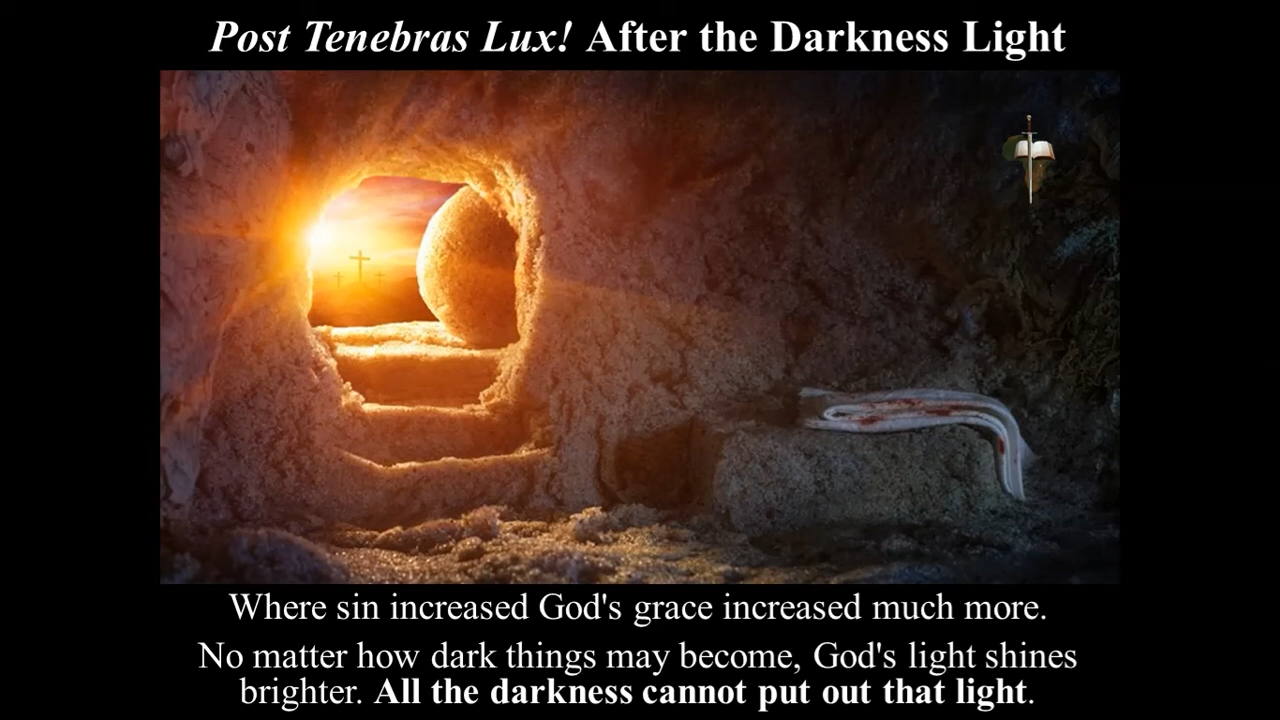 Post Tenebras Lux! After the Darkness Light
Where sin increased God's grace increased much more.
No matter how dark things may become, God's light shines
brighter. All the darkness cannot put out that light.